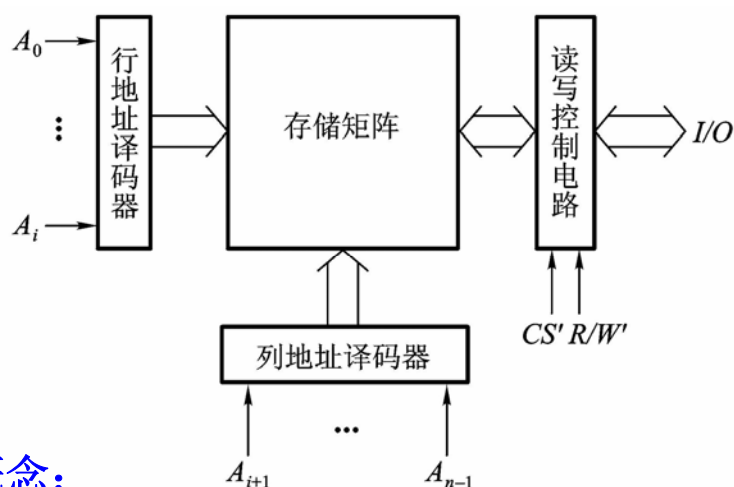 A₀
行地址译码器
存储矩阵
读写控制电路
I/O
Aᵢ
CS' R/W'
列地址译码器
...
Aᵢ₊₁
Aₙ₋₁
念：